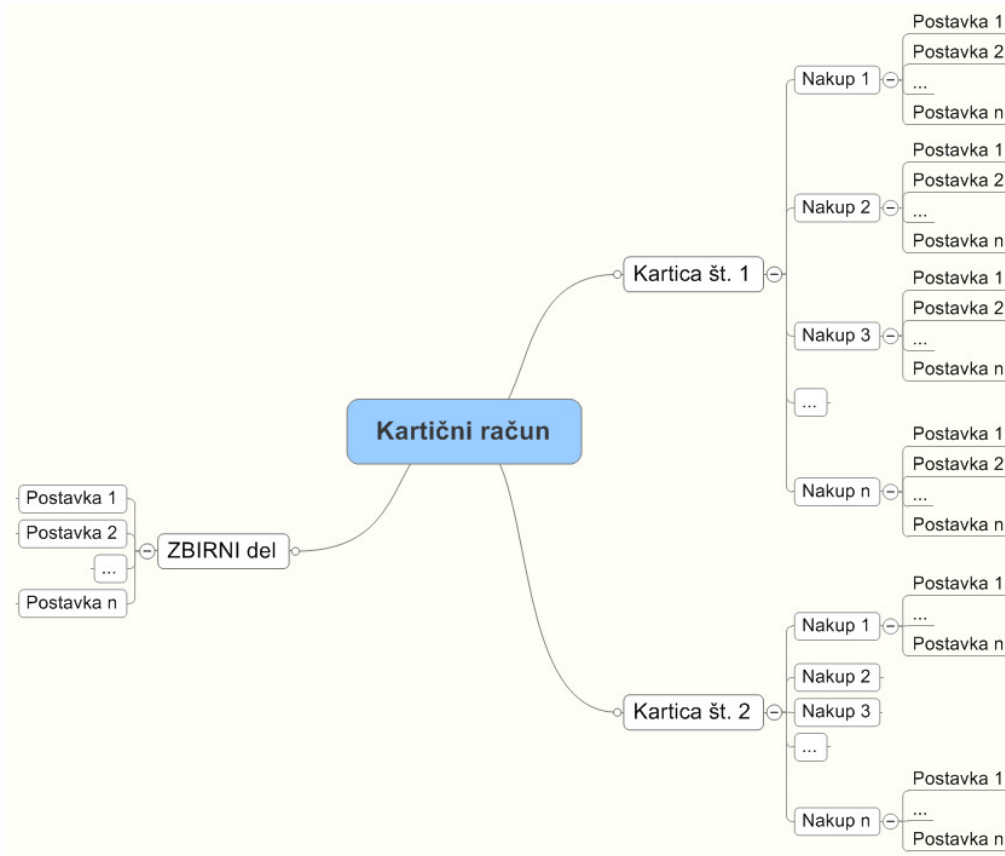 Kartični račun
Kartica št. 1
Nakup 1
Postavka 1
Postavka 2
...
Postavka n
Nakup 2
Postavka 1
Postavka 2
...
Postavka n
Nakup 3
Postavka 1
Postavka 2
...
Postavka n
...
Nakup n
Postavka 1
Postavka 2
...
Postavka n
Kartica št. 2
Nakup 1
Postavka 1
...
Postavka n
Nakup 2
Nakup 3
...
Nakup n
Postavka 1
...
Postavka n
ZBIRNI del
Postavka 1
Postavka 2
...
Postavka n